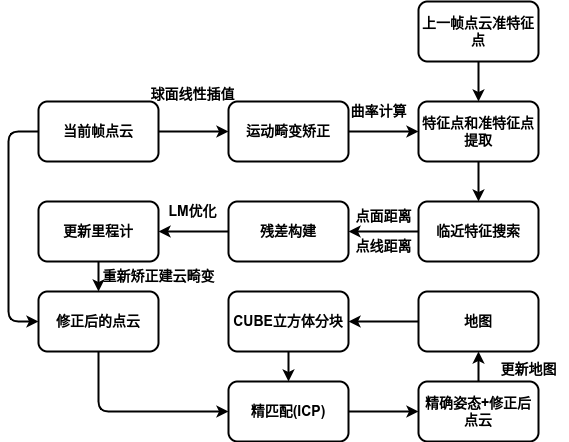 上一帧点云准特征
点
球面线性插值
曲率计算
当前帧点云
运动畸变矫正
特征点和准特征点
提取
LM优化
点面距离
更新里程计
残差构建
临近特征搜索
点线距离
重新矫正建云畸变
修正后的点云
CUBE立方体分块
地图
更新地图
精匹配(ICP)
精确姿态+修正后
点云